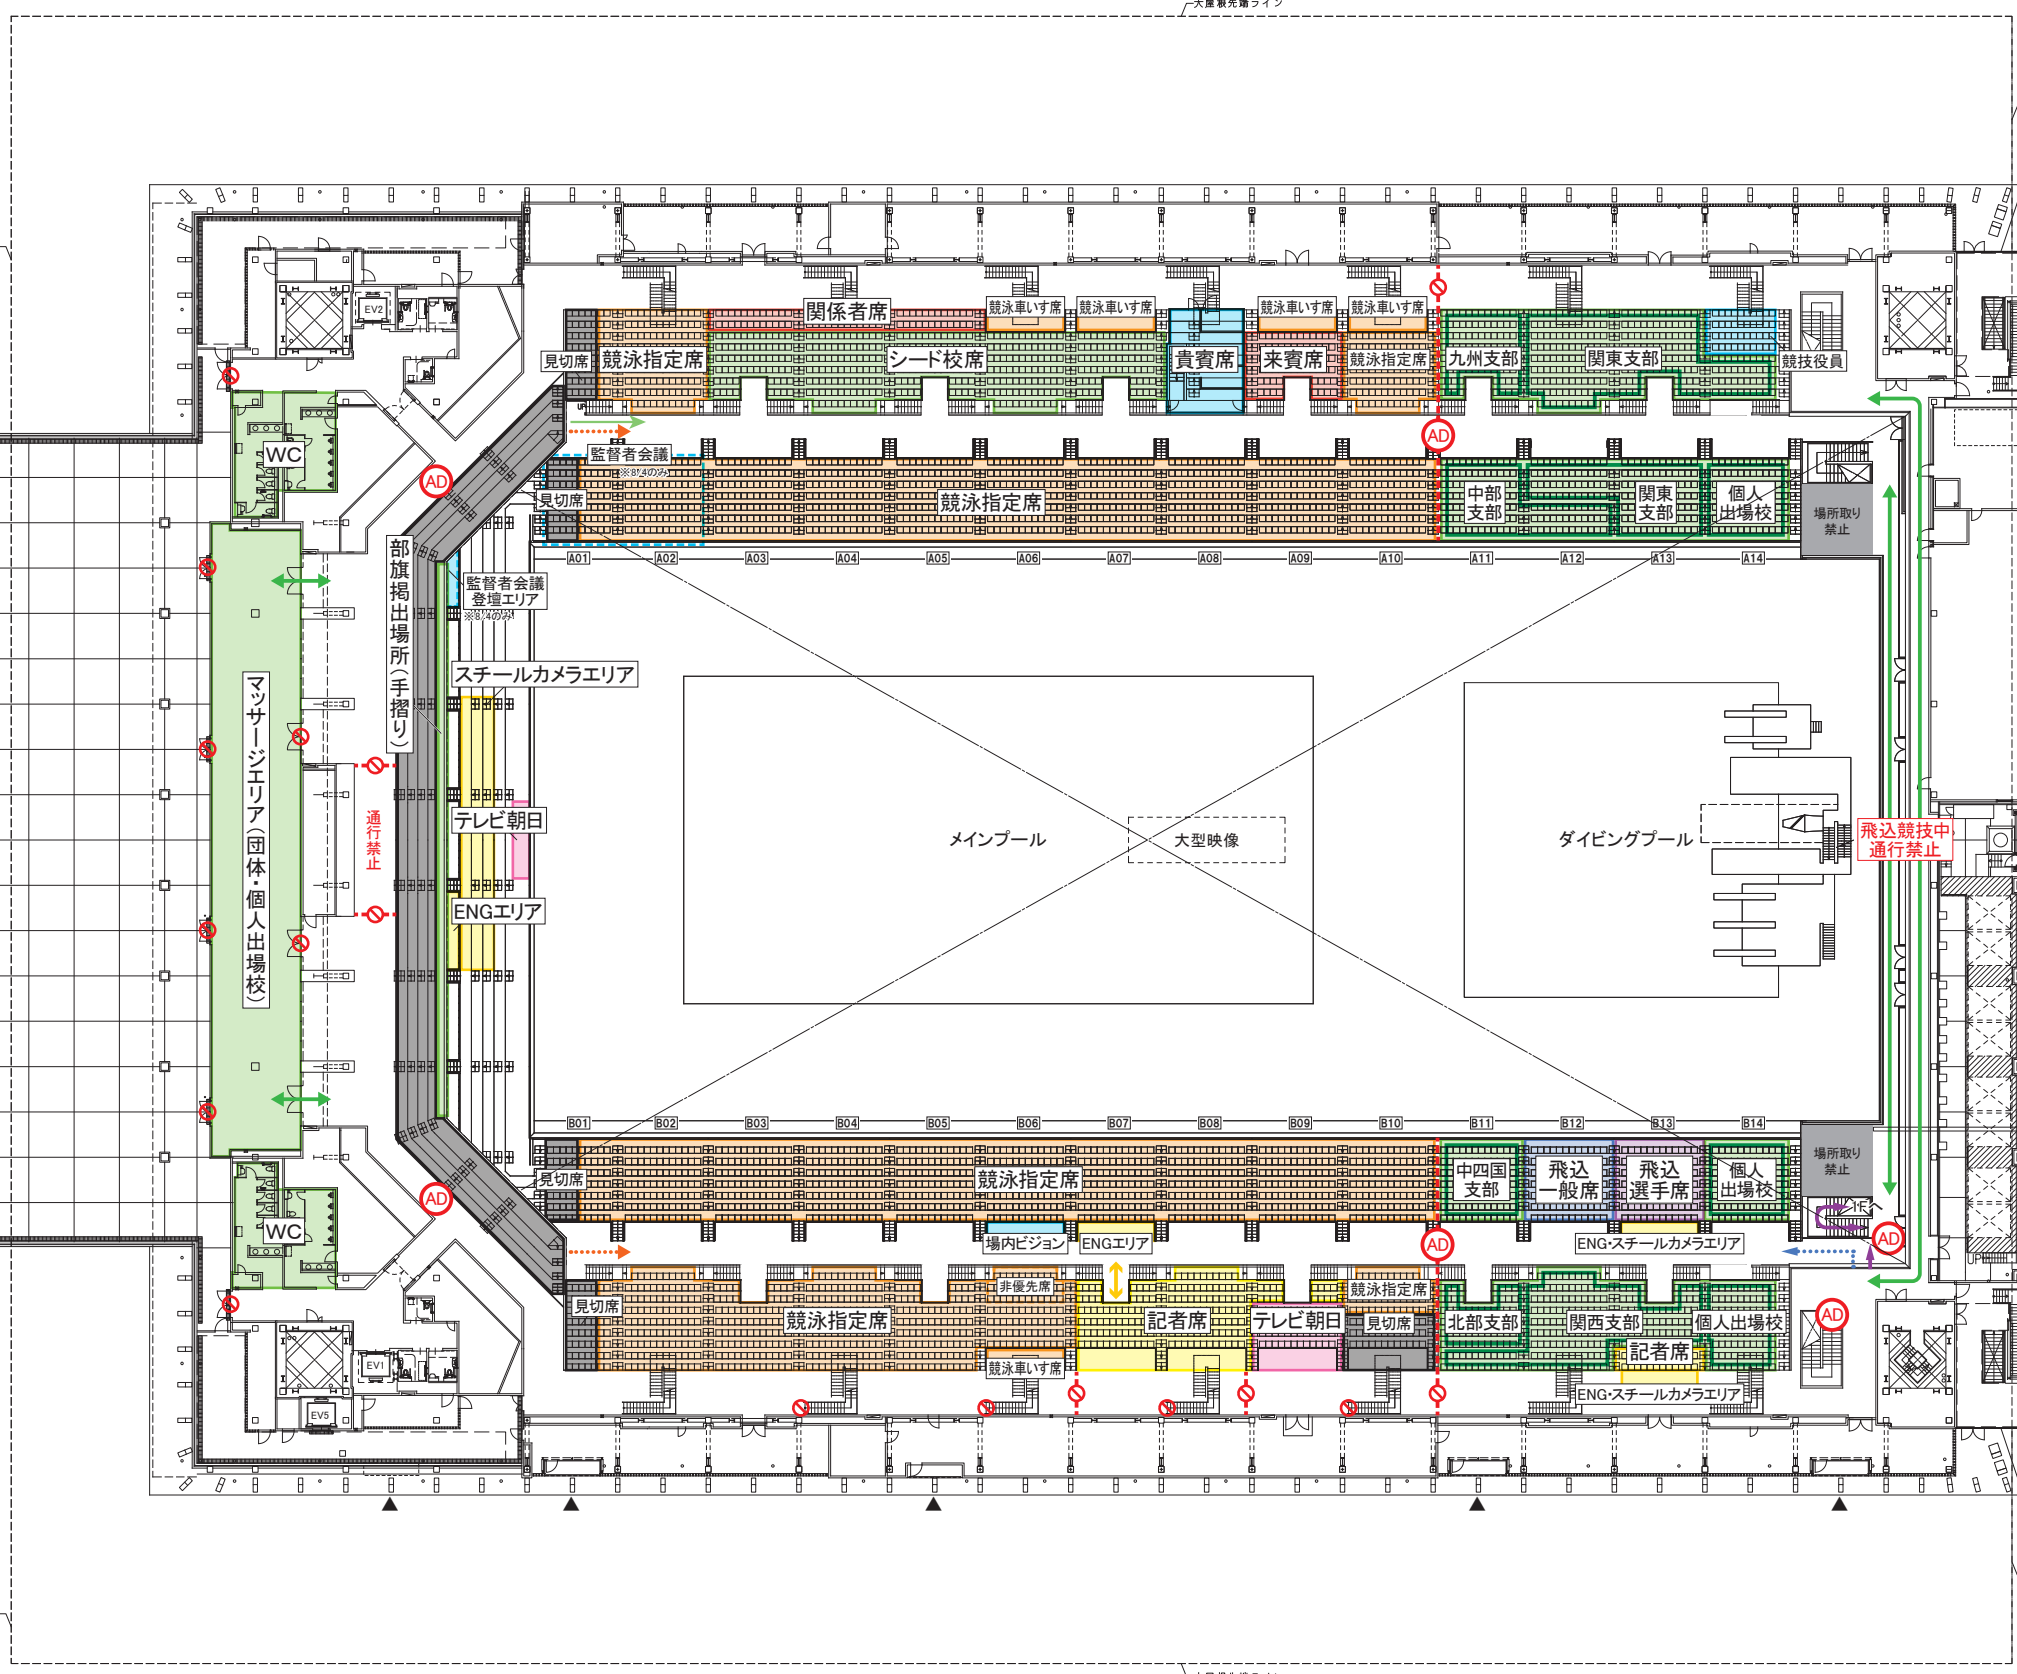 大屋根先端ライン
関係者席
競泳車いす席
競泳車いす席
競泳車いす席
競泳車いす席
EV2
見切席
競泳指定席
シード校席
貴賓席
来賓席
競泳指定席
九州支部
関東支部
競技役員
UP
AD
WC
AD
監督者会議
※8/4のみ
見切席
競泳指定席
中部
支部
関東
支部
個人
出場校
場所取り
禁止
A01
A02
A03
A04
A05
A06
A07
A08
A09
A10
A11
A12
A13
A14
部旗掲出場所(手摺り)
監督者会議
登壇エリア
※8/4のみ
スチールカメラエリア
マッサージエリア(団体・個人出場校)
通行禁止
テレビ朝日
ENGエリア
メインプール
大型映像
ダイビングプール
飛込競技中
通行禁止
B01
B02
B03
B04
B05
B06
B07
B08
B09
B10
B11
B12
B13
B14
見切席
競泳指定席
中四国
支部
飛込
一般席
飛込
選手席
個人
出場校
場所取り
禁止
1Fへ
AD
WC
場内ビジョン
ENGエリア
AD
ENG・スチールカメラエリア
AD
見切席
競泳指定席
非優先席
記者席
テレビ朝日
競泳指定席
見切席
北部支部
関西支部
個人出場校
記者席
AD
競泳車いす席
ENG・スチールカメラエリア
EV1
EV5